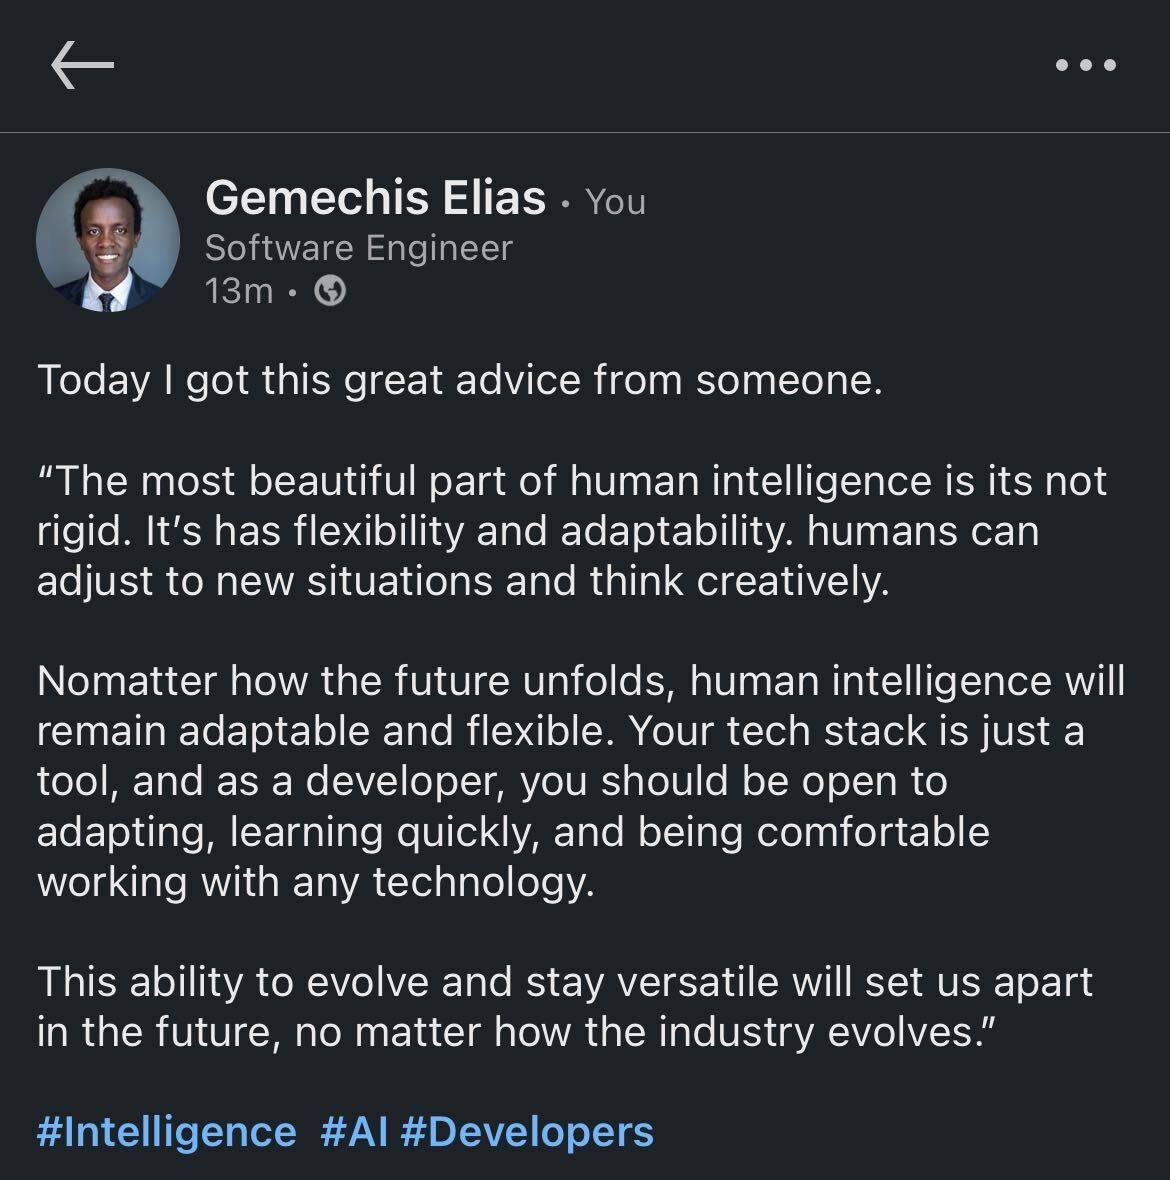 Gemechis Elias • You
Software Engineer
13m •
Today I got this great advice from someone.
“The most beautiful part of human intelligence is its not
rigid. It’s has flexibility and adaptability. humans can
adjust to new situations and think creatively.
Nomatter how the future unfolds, human intelligence will
remain adaptable and flexible. Your tech stack is just a
tool, and as a developer, you should be open to
adapting, learning quickly, and being comfortable
working with any technology.
This ability to evolve and stay versatile will set us apart
in the future, no matter how the industry evolves.”
#Intelligence #AI #Developers